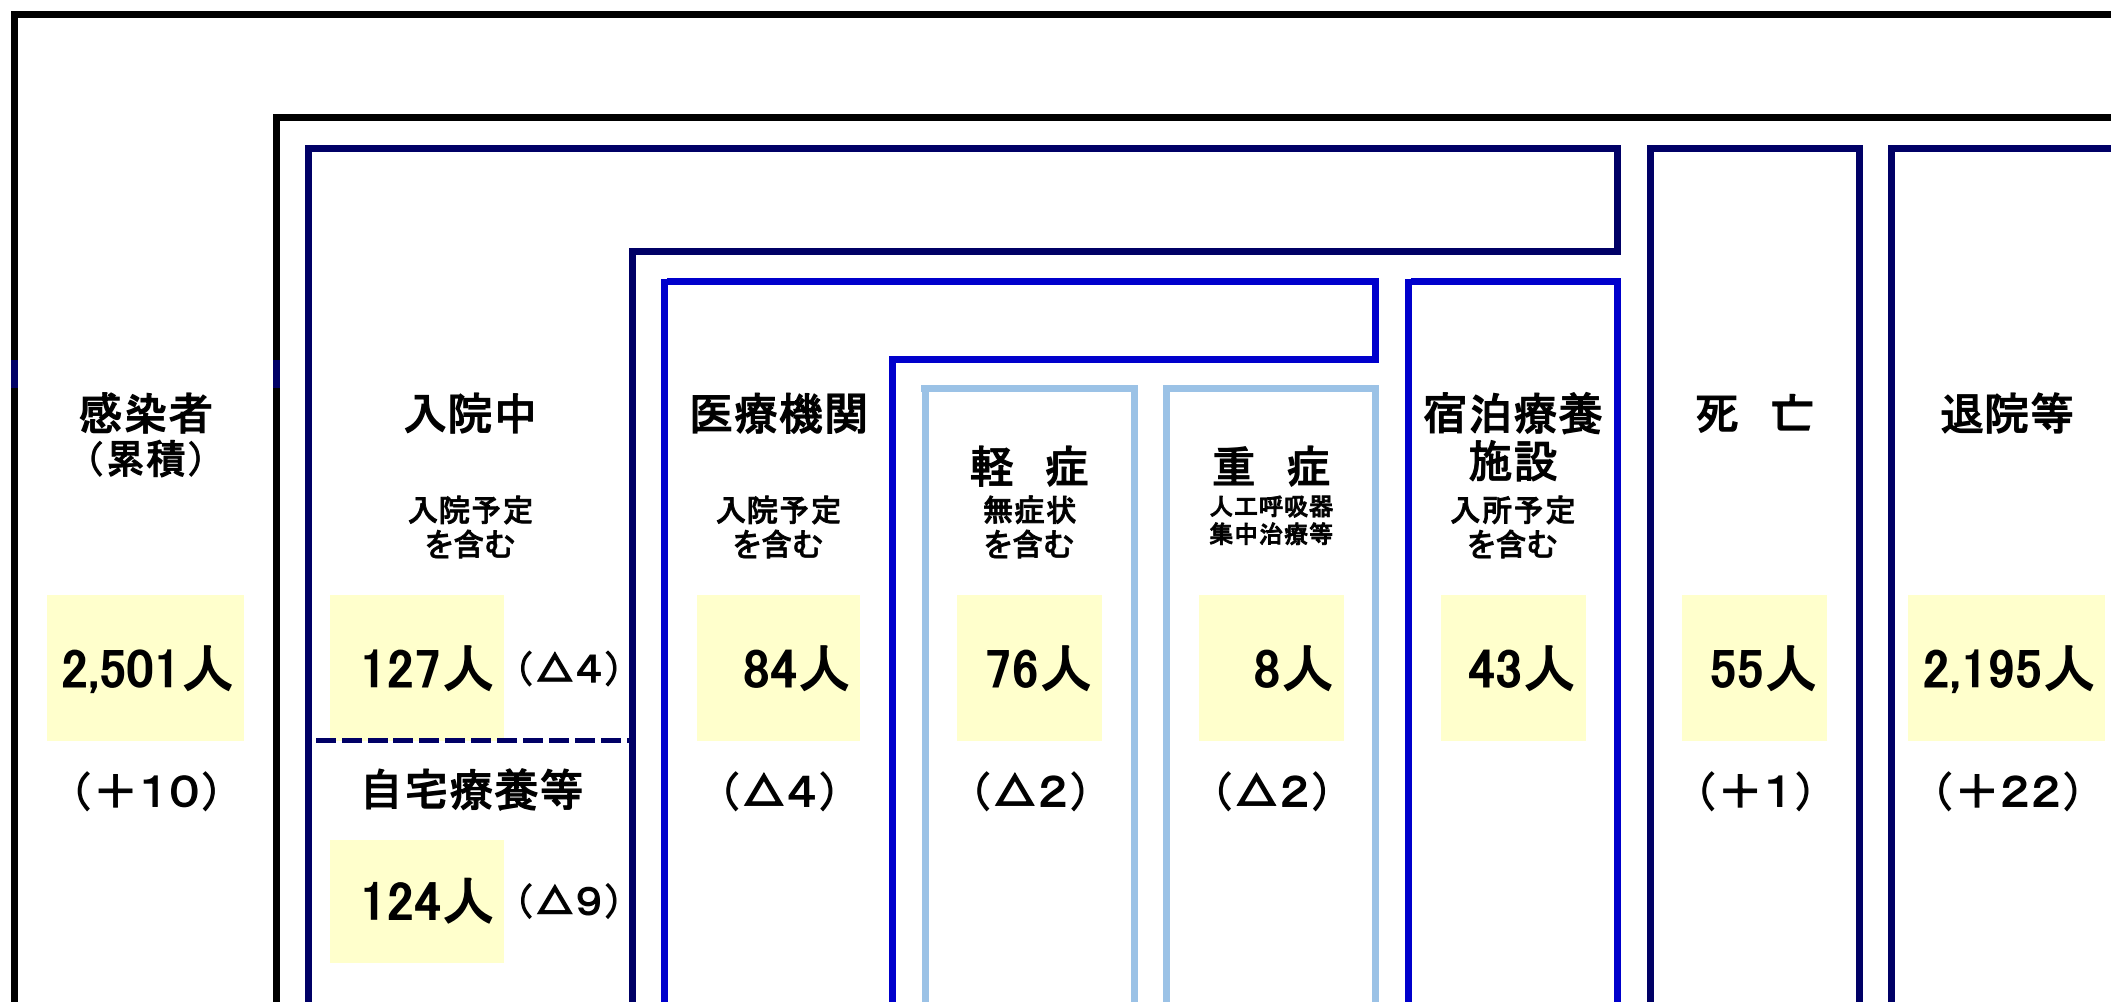 感染者
（累積）
2,501人
（＋10）
入院中
入院予定
を含む
127人（△4）
自宅療養等
124人（△9）
医療機関
入院予定
を含む
84人
（△4）
軽　症
無症状
を含む
76人
（△2）
重　症
人工呼吸器
集中治療等
8人
（△2）
宿泊療養
施設
入所予定
を含む
43人
死　亡
55人
（＋1）
退院等
2,195人
（＋22）